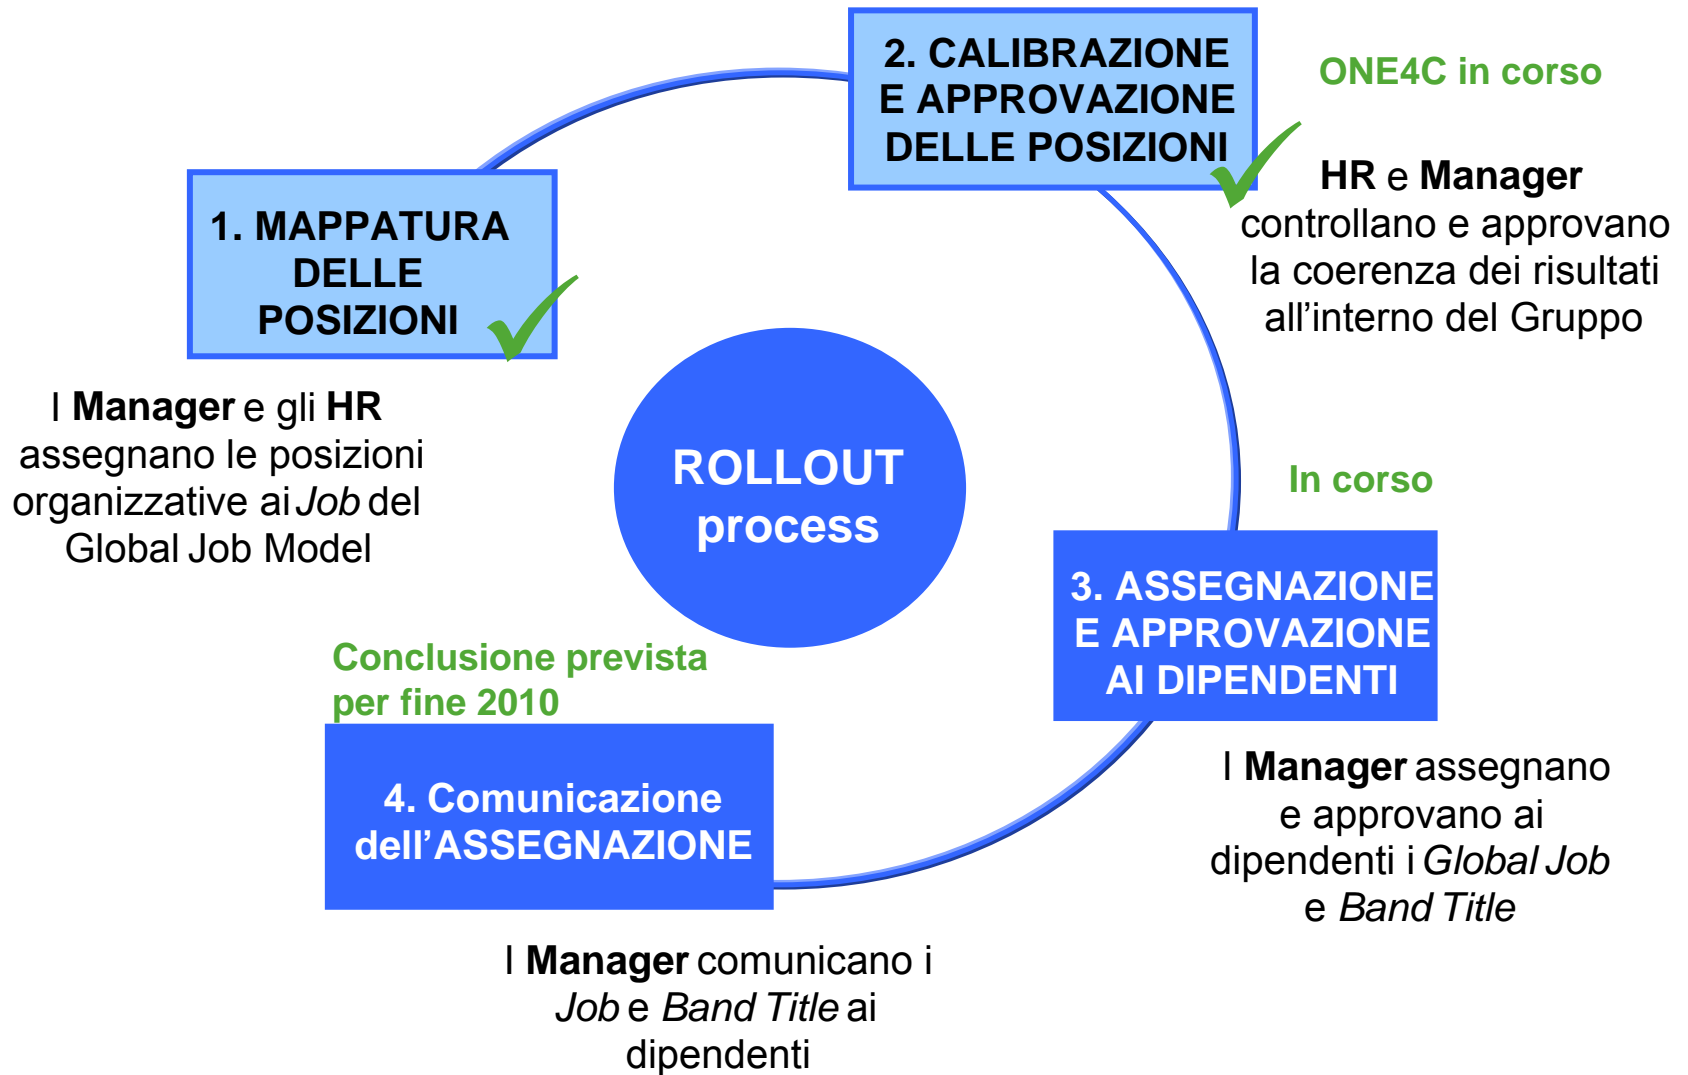 1. MAPPATURA
DELLE
POSIZIONI
I Manager e gli HR
assegnano le posizioni
organizzative ai Job del
Global Job Model
2. CALIBRAZIONE
E APPROVAZIONE
DELLE POSIZIONI
ONE4C in corso
HR e Manager
controllano e approvano
la coerenza dei risultati
all’interno del Gruppo
ROLLOUT
process
In corso
3. ASSEGNAZIONE
E APPROVAZIONE
AI DIPENDENTI
I Manager assegnano
e approvano ai
dipendenti i Global Job
e Band Title
Conclusione prevista
per fine 2010
4. Comunicazione
dell’ASSEGNAZIONE
I Manager comunicano i
Job e Band Title ai
dipendenti